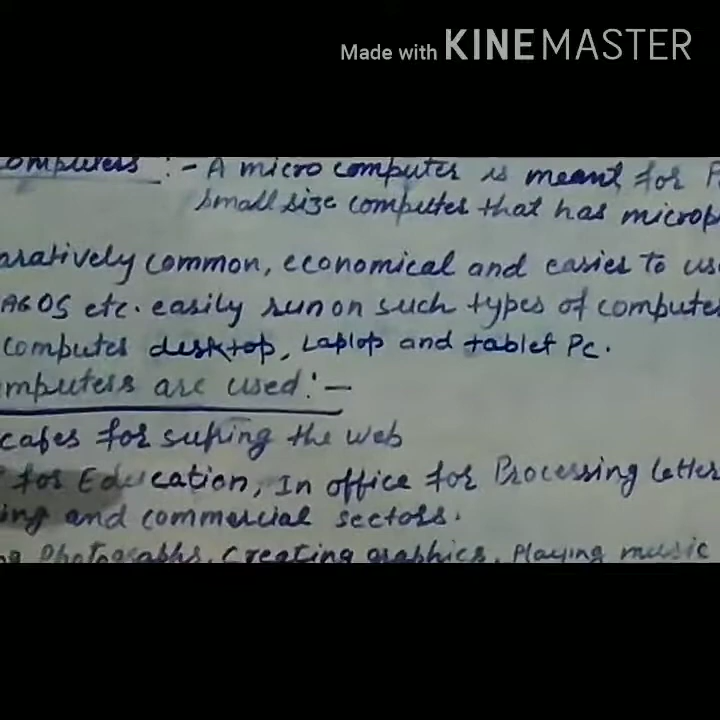 Made with KINEMASTER
omputers :- A micro computer is meant for P
small size computer that has microp
aratively common, economical and easier to us
AGOS etc. easily run on such types of compute
computer desktop, Laptop and tablet Pc.
mputers are used :-
cafes for sufing the web
for Education, In office for Processing Letter
ing and commercial sectors.
Photographs, Creating graphics, Playing music